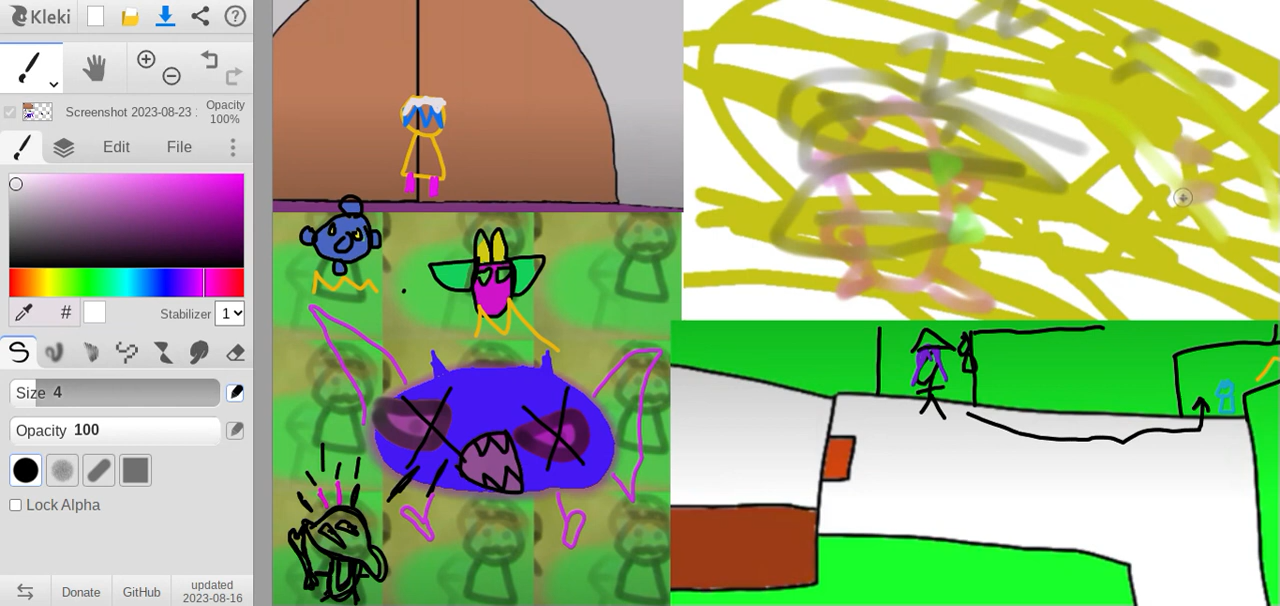 Kleki
Screenshot 2023-08-23
Opacity
100%
Edit
File
#
Stabilizer 1
Size 4
Opacity 100
Lock Alpha
Donate
GitHub
updated
2023-08-16